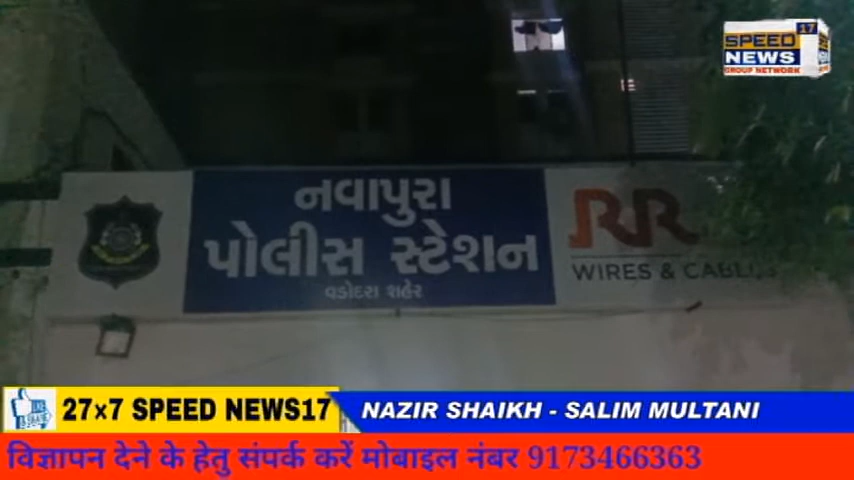 17
SPEED
NEWS
GROUP NETWORK
નવાપુરા
પોલીસ સ્ટેશન
વડોદરા શહેર
RR
WIRES & CABLES
27×7 SPEED NEWS17
NAZIR SHAIKH - SALIM MULTANI
विज्ञापन देने के हेतु संपर्क करें मोबाइल नंबर 9173466363